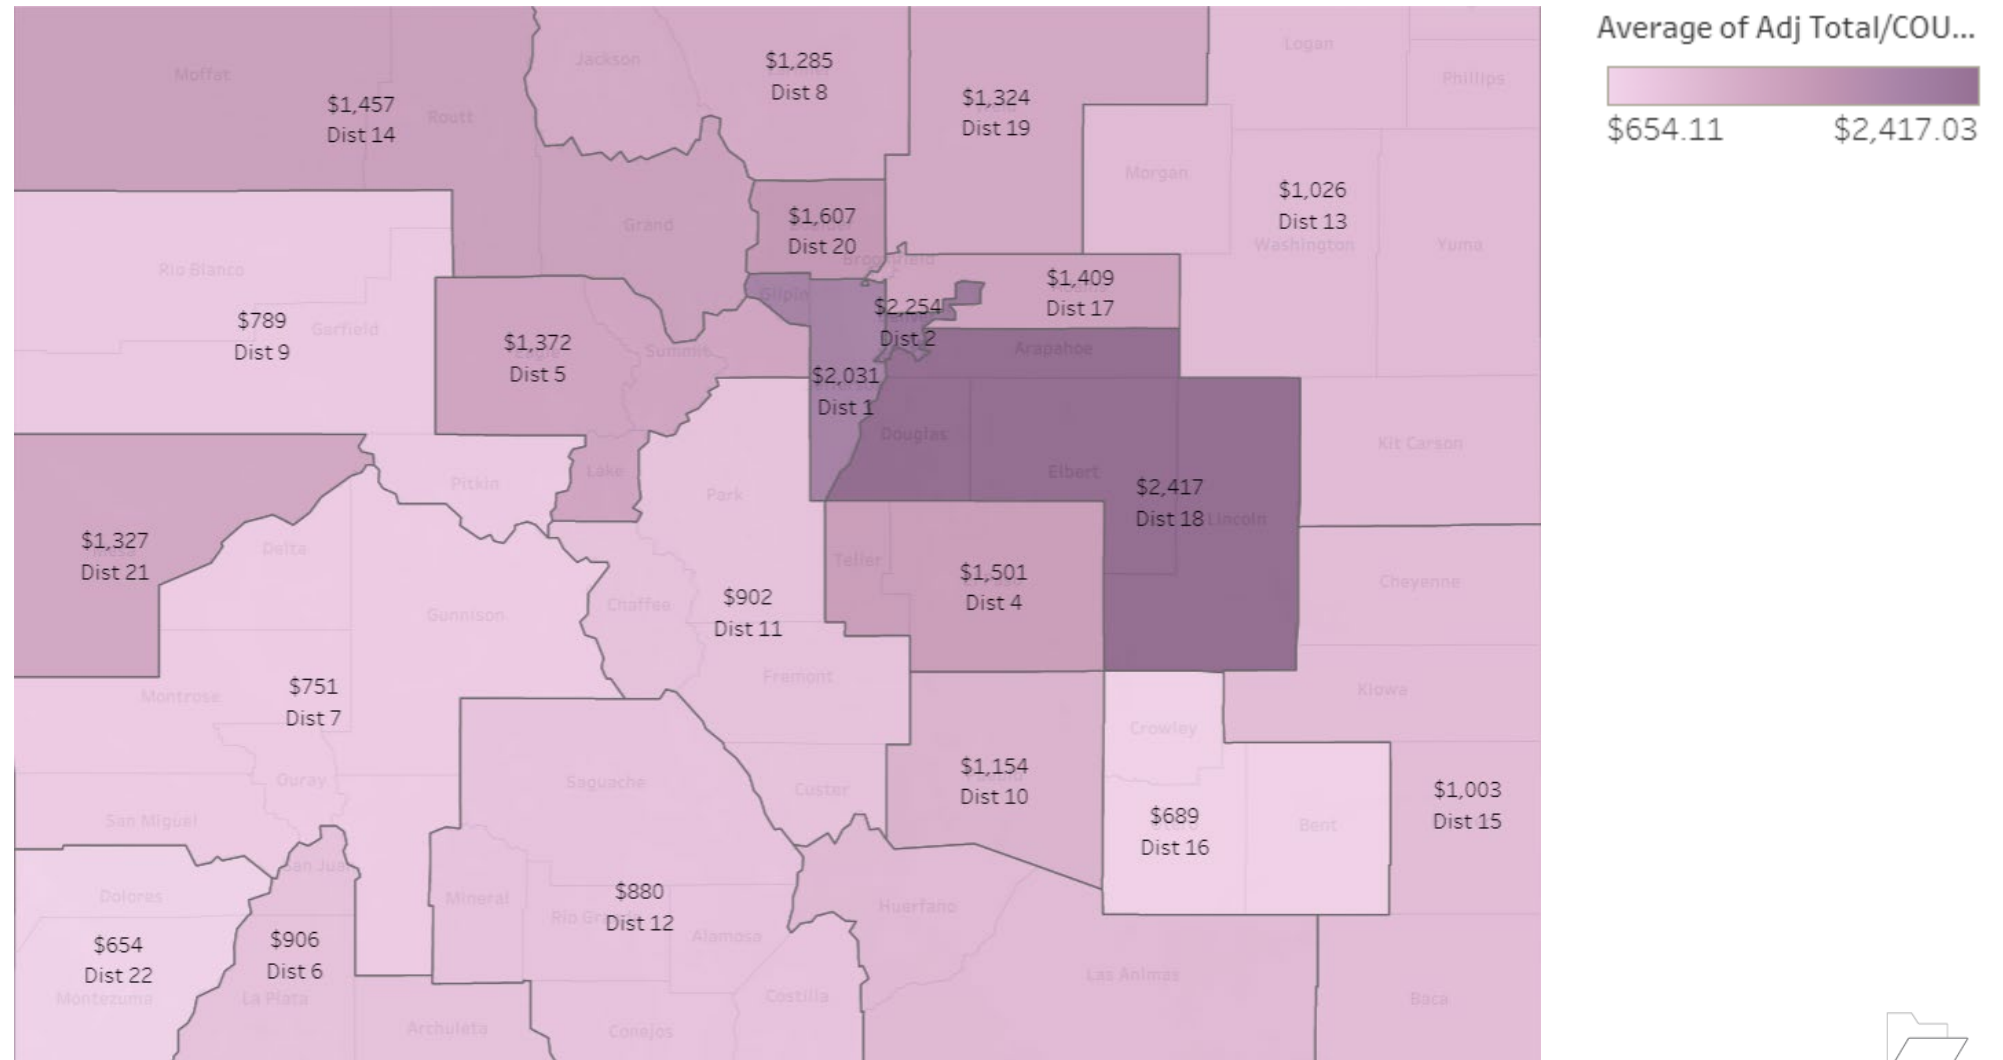 Average of Adj Total/COU...
$654.11 $2,417.03
Moffat
Jackson
Logan
Phillips
$1,285
Dist 8
$1,457
Dist 14
Routt
$1,324
Dist 19
Morgan
$1,026
Dist 13
Washington
Yuma
Grand
$1,607
Dist 20
Rio Blanco
$1,409
Dist 17
Gilpin
$2,254
Dist 2
$789
Dist 9
Garfield
$1,372
Dist 5
Eagle
Summit
Arapahoe
$2,031
Dist 1
Douglas
Kit Carson
Elbert
Pitkin
Lake
Park
$2,417
Dist 18
Lincoln
$1,327
Dist 21
Delta
Teller
$1,501
Dist 4
Cheyenne
Gunnison
Chaffee
$902
Dist 11
Fremont
$751
Dist 7
Montrose
Kiowa
Crowley
$1,154
Dist 10
Ouray
Saguache
Custer
$1,003
Dist 15
San Miguel
$689
Dist 16
Bent
San Juan
Dolores
Mineral
$880
Dist 12
Rio Grande
Alamosa
Huerfano
$654
Dist 22
$906
Dist 6
Montezuma
La Plata
Archuleta
Conejos
Costilla
Las Animas
Baca